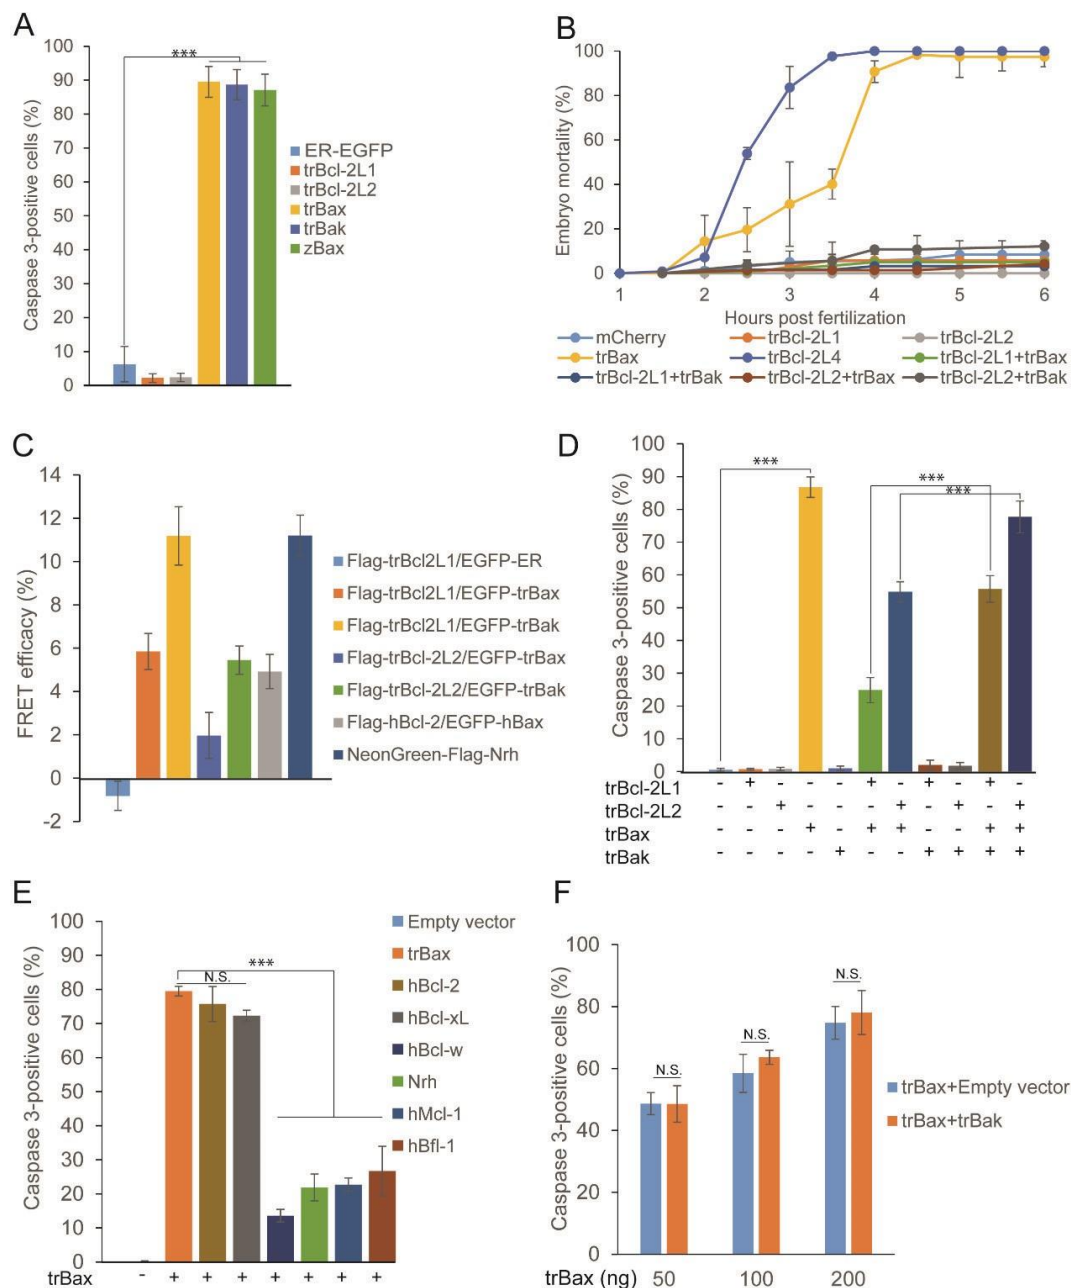 A
Caspase 3-positive cells (%)
100
90
80
70
60
50
40
30
20
10
0
***
ER-EGFP
trBcl-2L1
trBcl-2L2
trBax
trBak
zBax
B
Embryo mortality (%)
100
80
60
40
20
0
1 2 3 4 5 6
Hours post fertilization
mCherry trBcl-2L1 trBcl-2L2
trBax trBcl-2L4 trBcl-2L1+trBax
trBcl-2L1+trBak trBcl-2L2+trBax trBcl-2L2+trBak
C
FRET efficacy (%)
14
12
10
8
6
4
2
0
-2
Flag-trBcl2L1/EGFP-ER
Flag-trBcl2L1/EGFP-trBax
Flag-trBcl2L1/EGFP-trBak
Flag-trBcl-2L2/EGFP-trBax
Flag-trBcl-2L2/EGFP-trBak
Flag-hBcl-2/EGFP-hBax
NeonGreen-Flag-Nrh
D
Caspase 3-positive cells (%)
100
90
80
70
60
50
40
30
20
10
0
***
***
***
trBcl-2L1 - + - - - + - + - + -
trBcl-2L2 - - + - - - + - + - +
trBax - - - + - + + - - + +
trBak - - - - + - - + + + +
E
Caspase 3-positive cells (%)
100
90
80
70
60
50
40
30
20
10
0
***
N.S.
Empty vector
trBax
hBcl-2
hBcl-xL
hBcl-w
Nrh
hMcl-1
hBfl-1
trBax - + + + + + + +
F
Caspase 3-positive cells (%)
100
80
60
40
20
0
N.S.
N.S.
N.S.
trBax+Empty vector
trBax+trBak
trBax (ng) 50 100 200